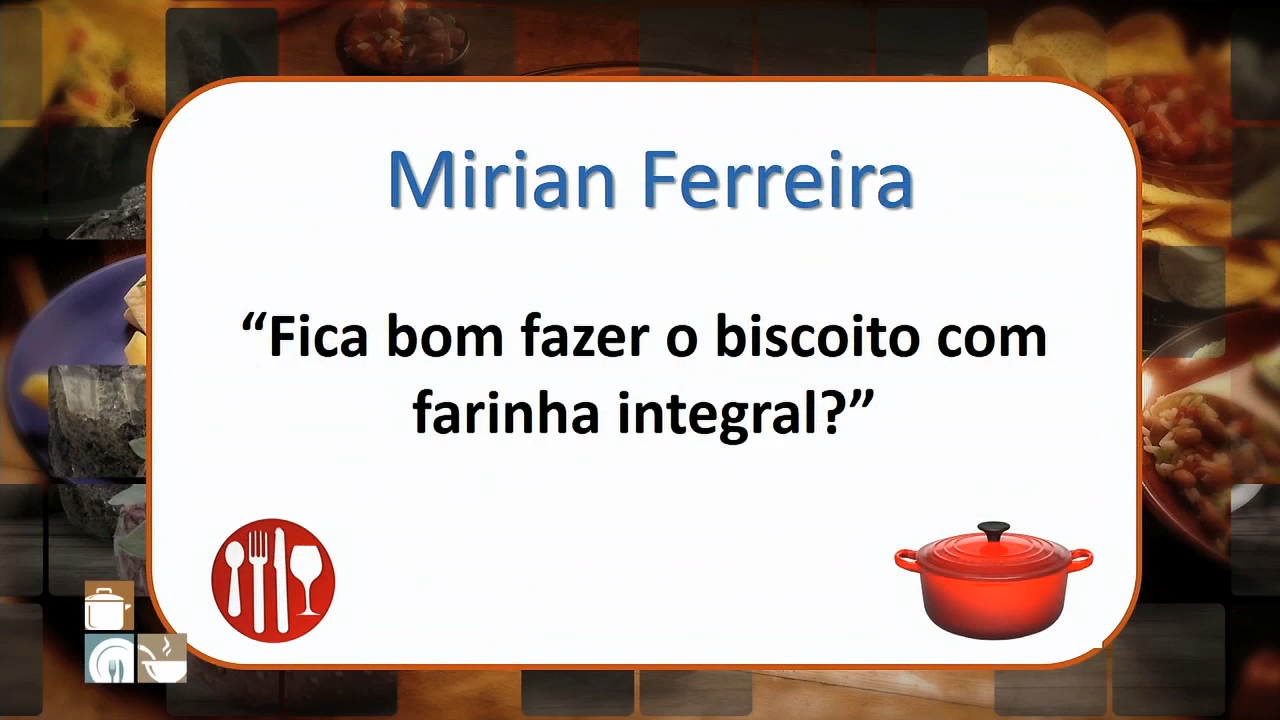 Mirian Ferreira
“Fica bom fazer o biscoito com
farinha integral?”